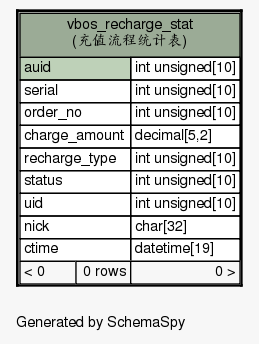 vbos_recharge_stat
(充值流程统计表)
auid int unsigned[10]
serial int unsigned[10]
order_no int unsigned[10]
charge_amount decimal[5,2]
recharge_type int unsigned[10]
status int unsigned[10]
uid int unsigned[10]
nick char[32]
ctime datetime[19]
< 0 0 rows 0 >
Generated by SchemaSpy